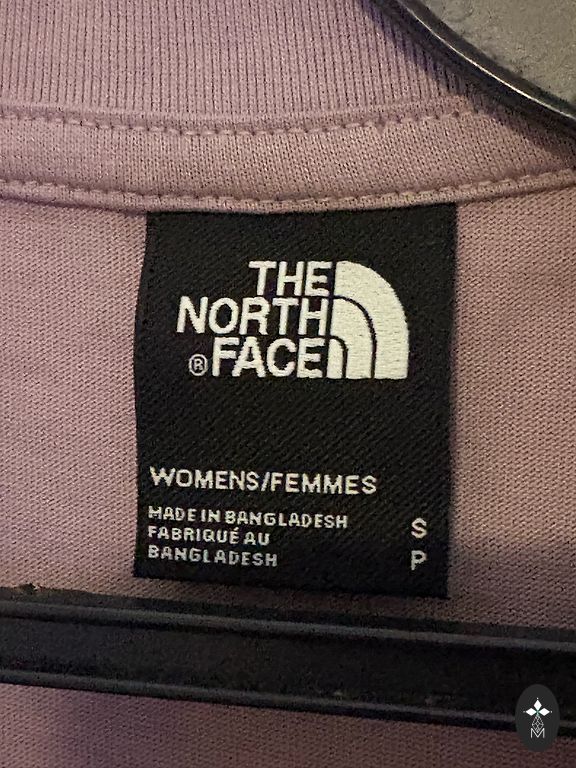 THE
NORTH
® FACE
WOMENS/FEMMES
MADE IN BANGLADESH
FABRIQUÉ AU
BANGLADESH
S
P
M